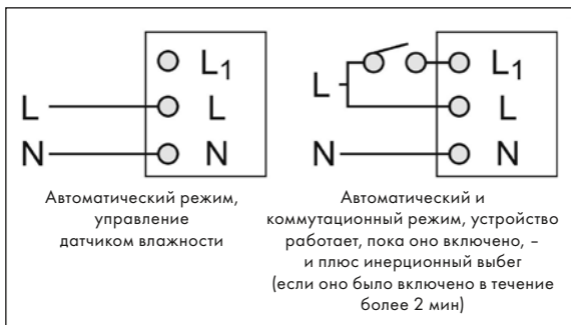 L₁
L L
N N
Автоматический режим,
управление
датчиком влажности
L₁
L L
N N
Автоматический и
коммутационный режим, устройство
работает, пока оно включено, –
и плюс инерционный выбег
(если оно было включено в течение
более 2 мин)